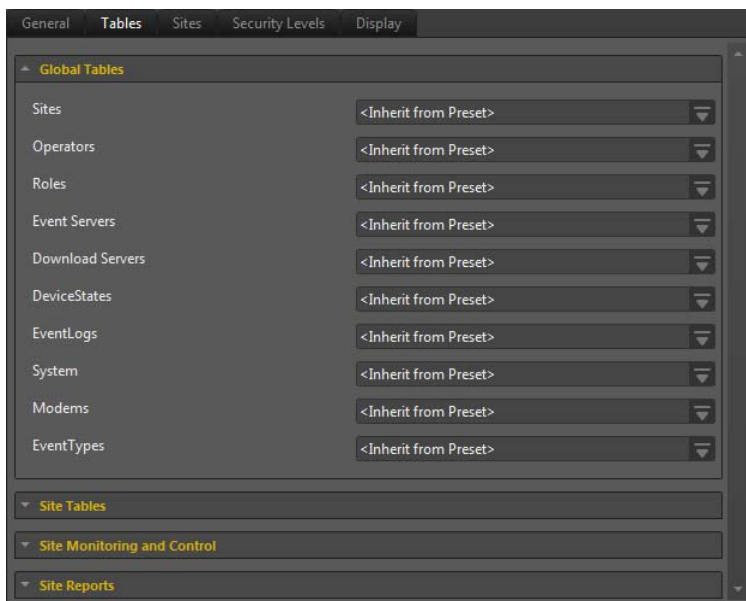 General Tables Sites Security Levels Display
Global Tables
Sites <Inherit from Preset>
Operators <Inherit from Preset>
Roles <Inherit from Preset>
Event Servers <Inherit from Preset>
Download Servers <Inherit from Preset>
DeviceStates <Inherit from Preset>
EventLogs <Inherit from Preset>
System <Inherit from Preset>
Modems <Inherit from Preset>
EventTypes <Inherit from Preset>
Site Tables
Site Monitoring and Control
Site Reports